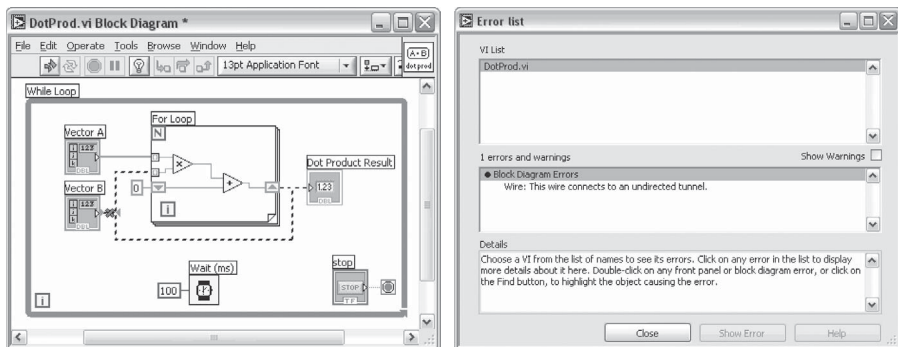 DotProd.vi Block Diagram *
File Edit Operate Tools Browse Window Help
13pt Application Font
A•B
dotprod
While Loop
For Loop
N
Vector A
123
DBL
Vector B
123
DBL
0
i
Dot Product Result
1.23
DBL
Wait (ms)
100
stop
STOP
TF
i
Error list
VI List
DotProd.vi
1 errors and warnings
Show Warnings
Block Diagram Errors
Wire: This wire connects to an undirected tunnel.
Details
Choose a VI from the list of names to see its errors. Click on any error in the list to display
more details about it here. Double-click on any front panel or block diagram error, or click on
the Find button, to highlight the object causing the error.
Close
Show Error
Help